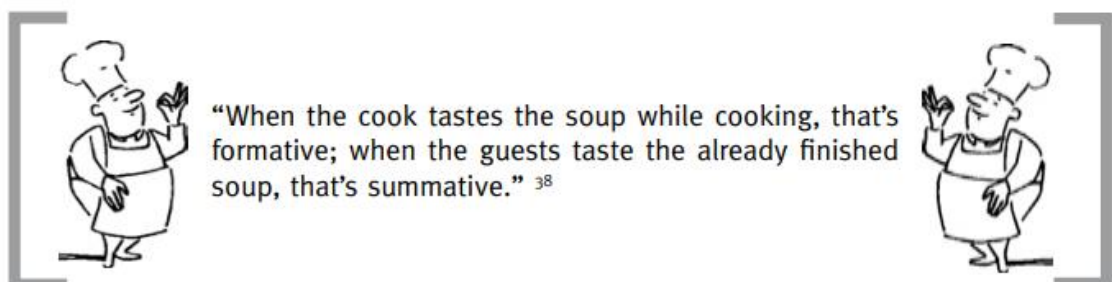 “When the cook tastes the soup while cooking, that’s
formative; when the guests taste the already finished
soup, that’s summative.” 38